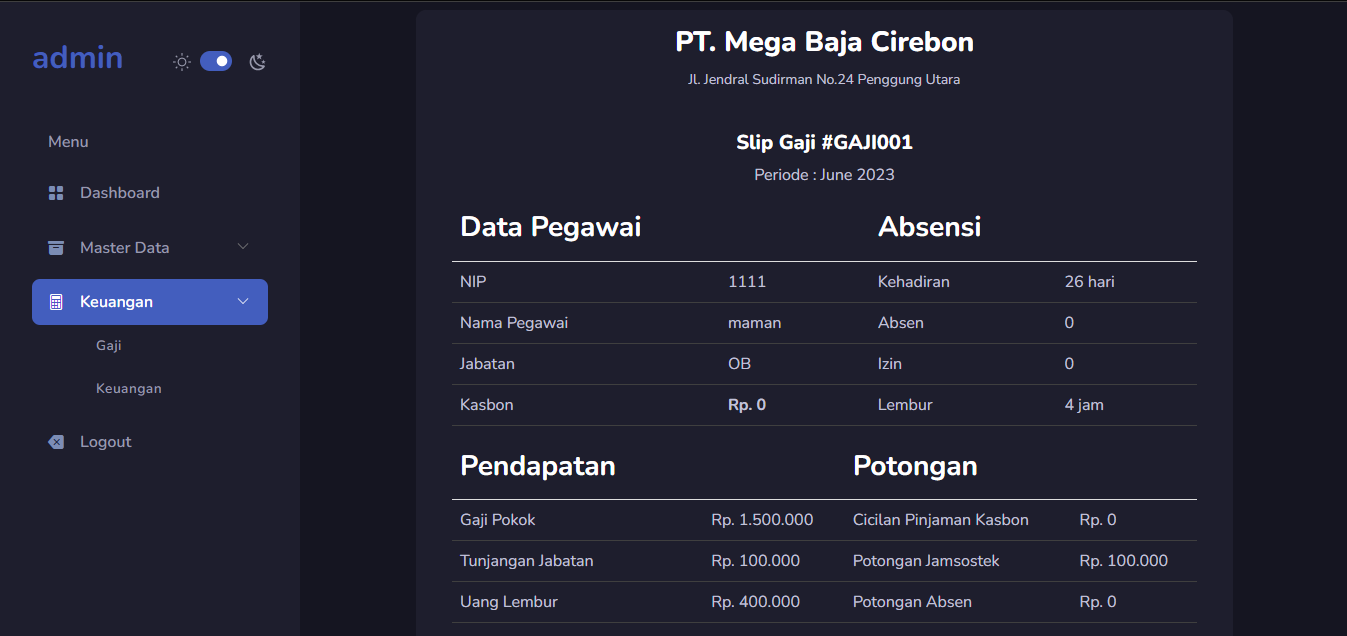 admin
Menu
Dashboard
Master Data
Keuangan
Gaji
Keuangan
Logout
PT. Mega Baja Cirebon
Jl. Jendral Sudirman No.24 Penggung Utara
Slip Gaji #GAJI001
Periode : June 2023
Data Pegawai Absensi
NIP 1111 Kehadiran 26 hari
Nama Pegawai maman Absen 0
Jabatan OB Izin 0
Kasbon Rp. 0 Lembur 4 jam
Pendapatan Potongan
Gaji Pokok Rp. 1.500.000 Cicilan Pinjaman Kasbon Rp. 0
Tunjangan Jabatan Rp. 100.000 Potongan Jamsostek Rp. 100.000
Uang Lembur Rp. 400.000 Potongan Absen Rp. 0